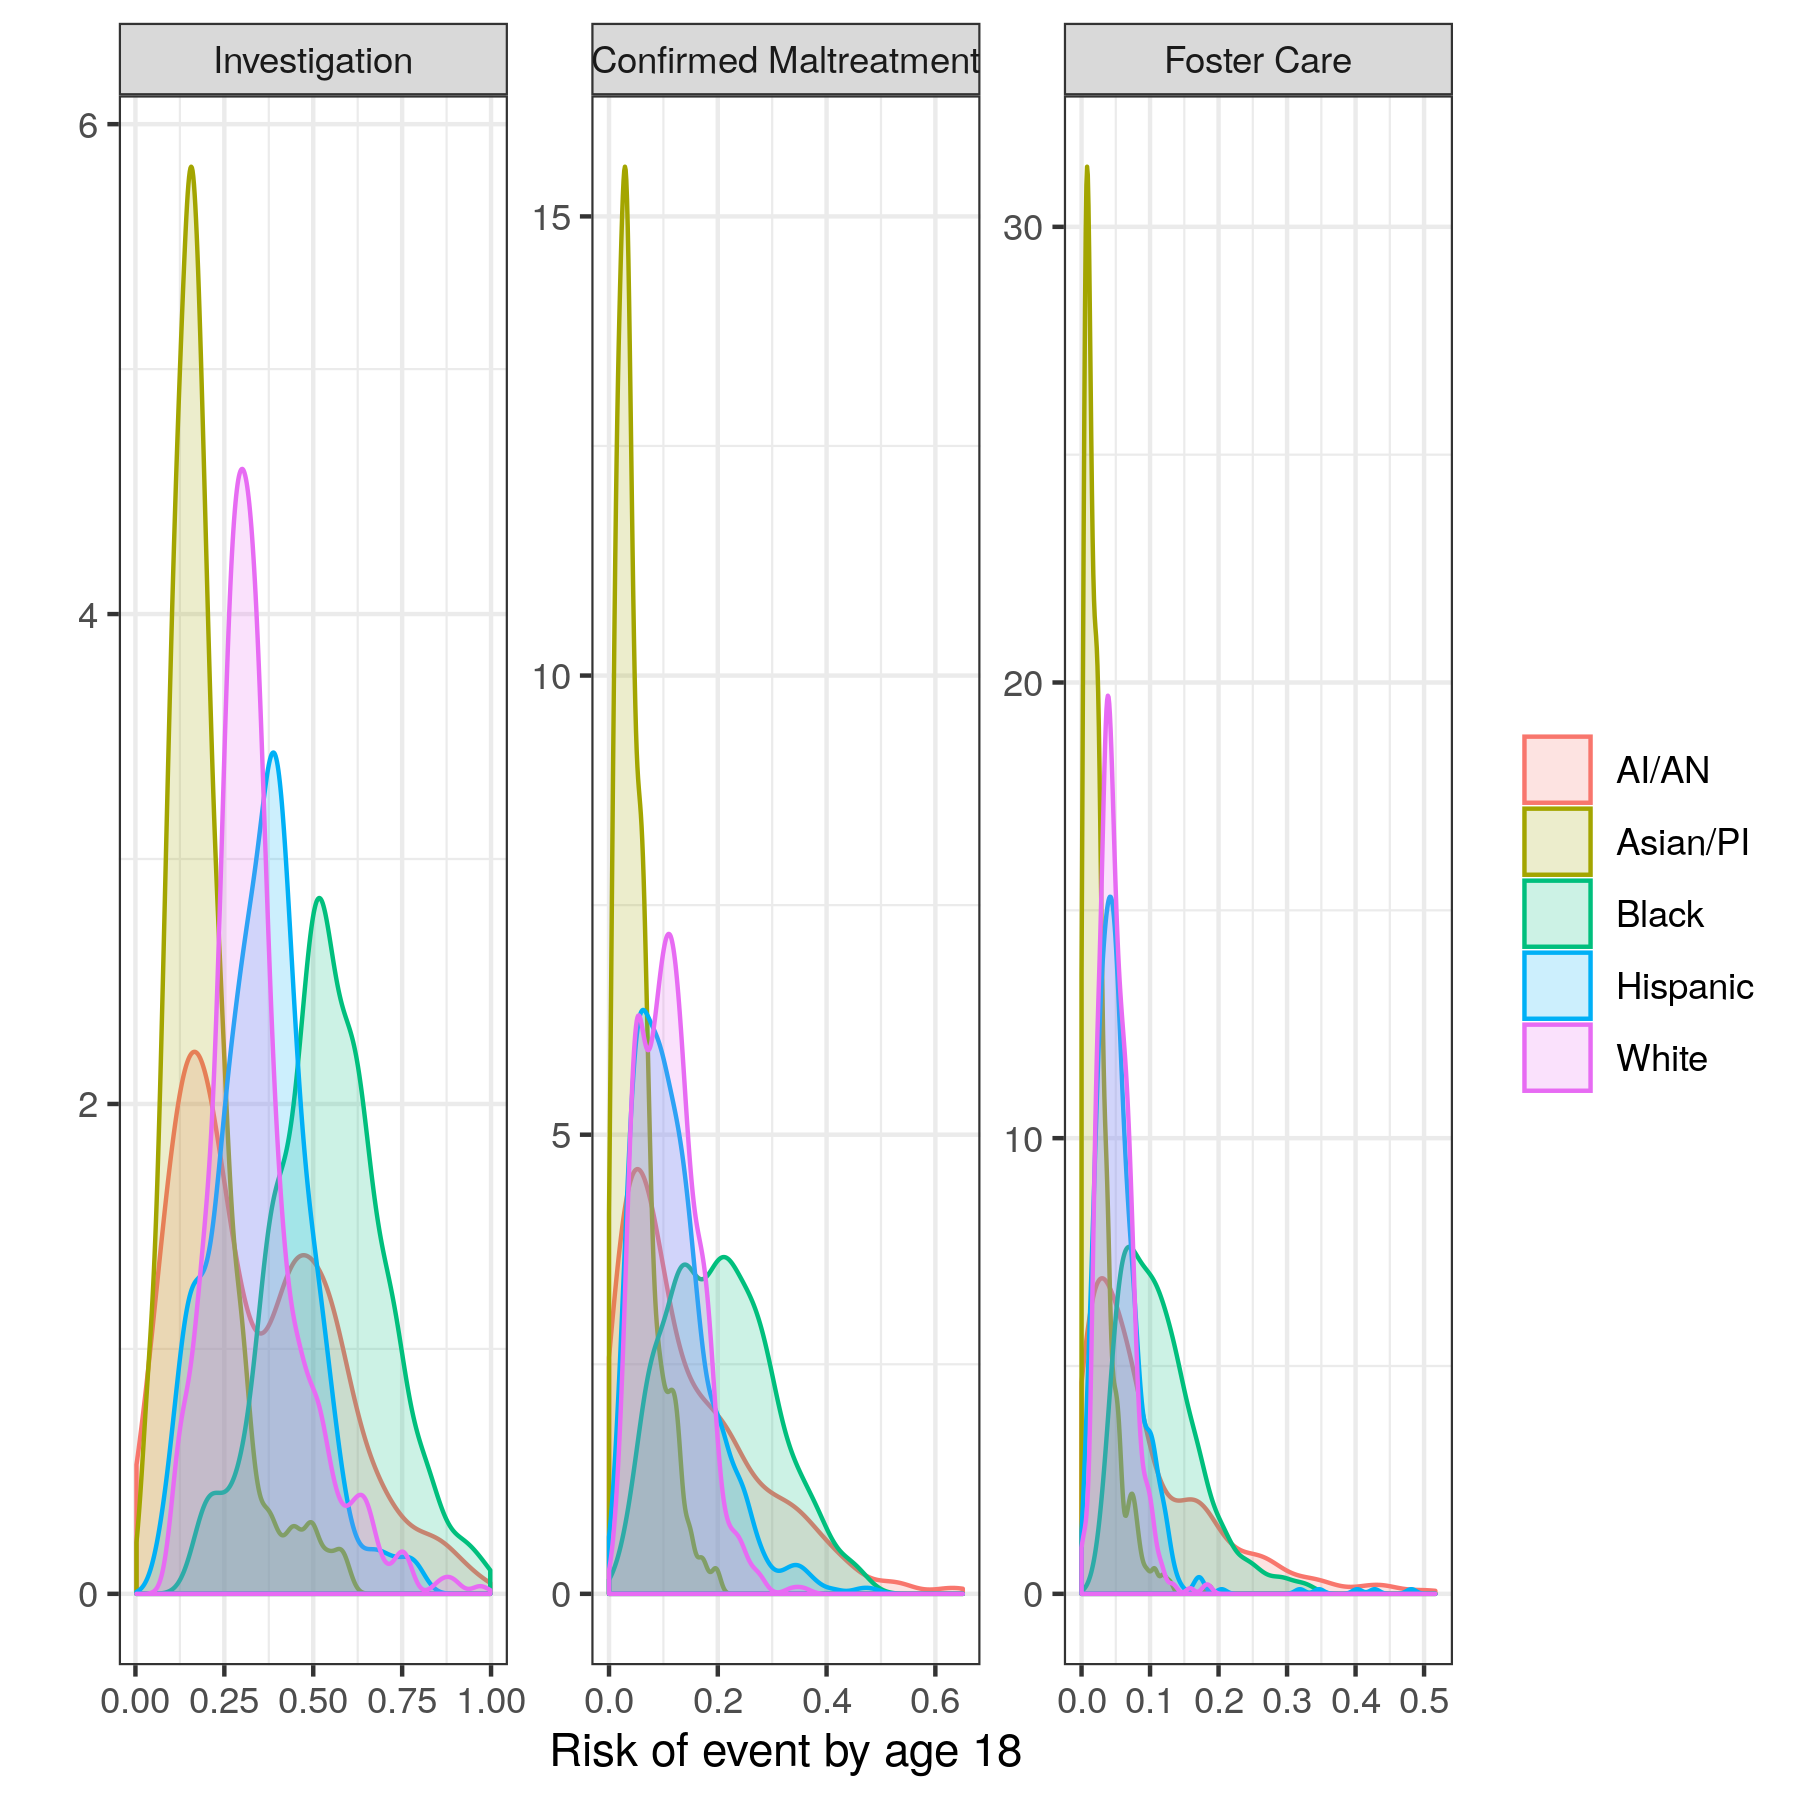 Investigation
Confirmed Maltreatment
Foster Care
6
4
2
0
15
10
5
0
30
20
10
0
0.00 0.25 0.50 0.75 1.00
0.0 0.2 0.4 0.6
0.0 0.1 0.2 0.3 0.4 0.5
Risk of event by age 18
AI/AN
Asian/PI
Black
Hispanic
White